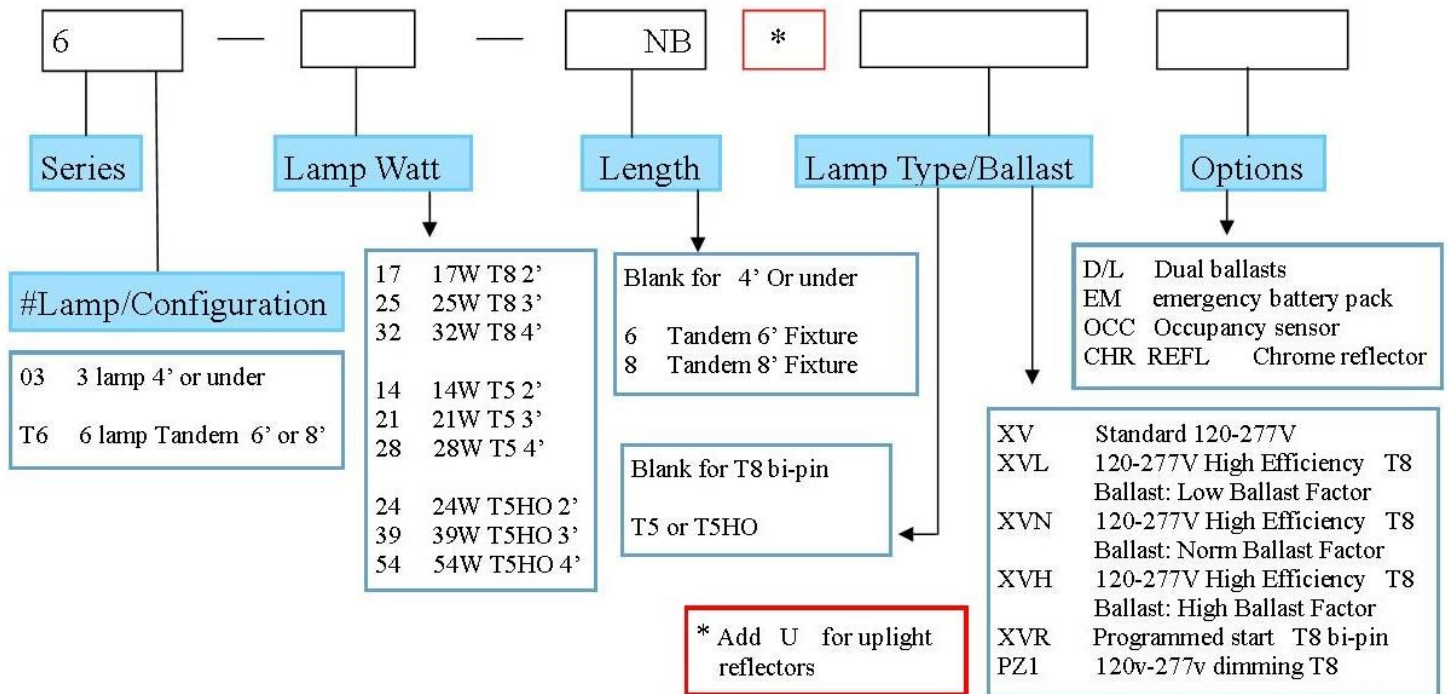 6
NB
*
Series
Lamp Watt
Length
Lamp Type/Ballast
Options
#Lamp/Configuration
03 3 lamp 4’ or under
T6 6 lamp Tandem 6’ or 8’
17 17W T8 2’
25 25W T8 3’
32 32W T8 4’
14 14W T5 2’
21 21W T5 3’
28 28W T5 4’
24 24W T5HO 2’
39 39W T5HO 3’
54 54W T5HO 4’
Blank for 4’ Or under
6 Tandem 6’ Fixture
8 Tandem 8’ Fixture
Blank for T8 bi-pin
T5 or T5HO
D/L Dual ballasts
EM emergency battery pack
OCC Occupancy sensor
CHR REFL Chrome reflector
XV Standard 120-277V
XVL 120-277V High Efficiency T8
Ballast: Low Ballast Factor
XVN 120-277V High Efficiency T8
Ballast: Norm Ballast Factor
XVH 120-277V High Efficiency T8
Ballast: High Ballast Factor
XVR Programmed start T8 bi-pin
PZ1 120v-277v dimming T8
* Add U for uplight
reflectors